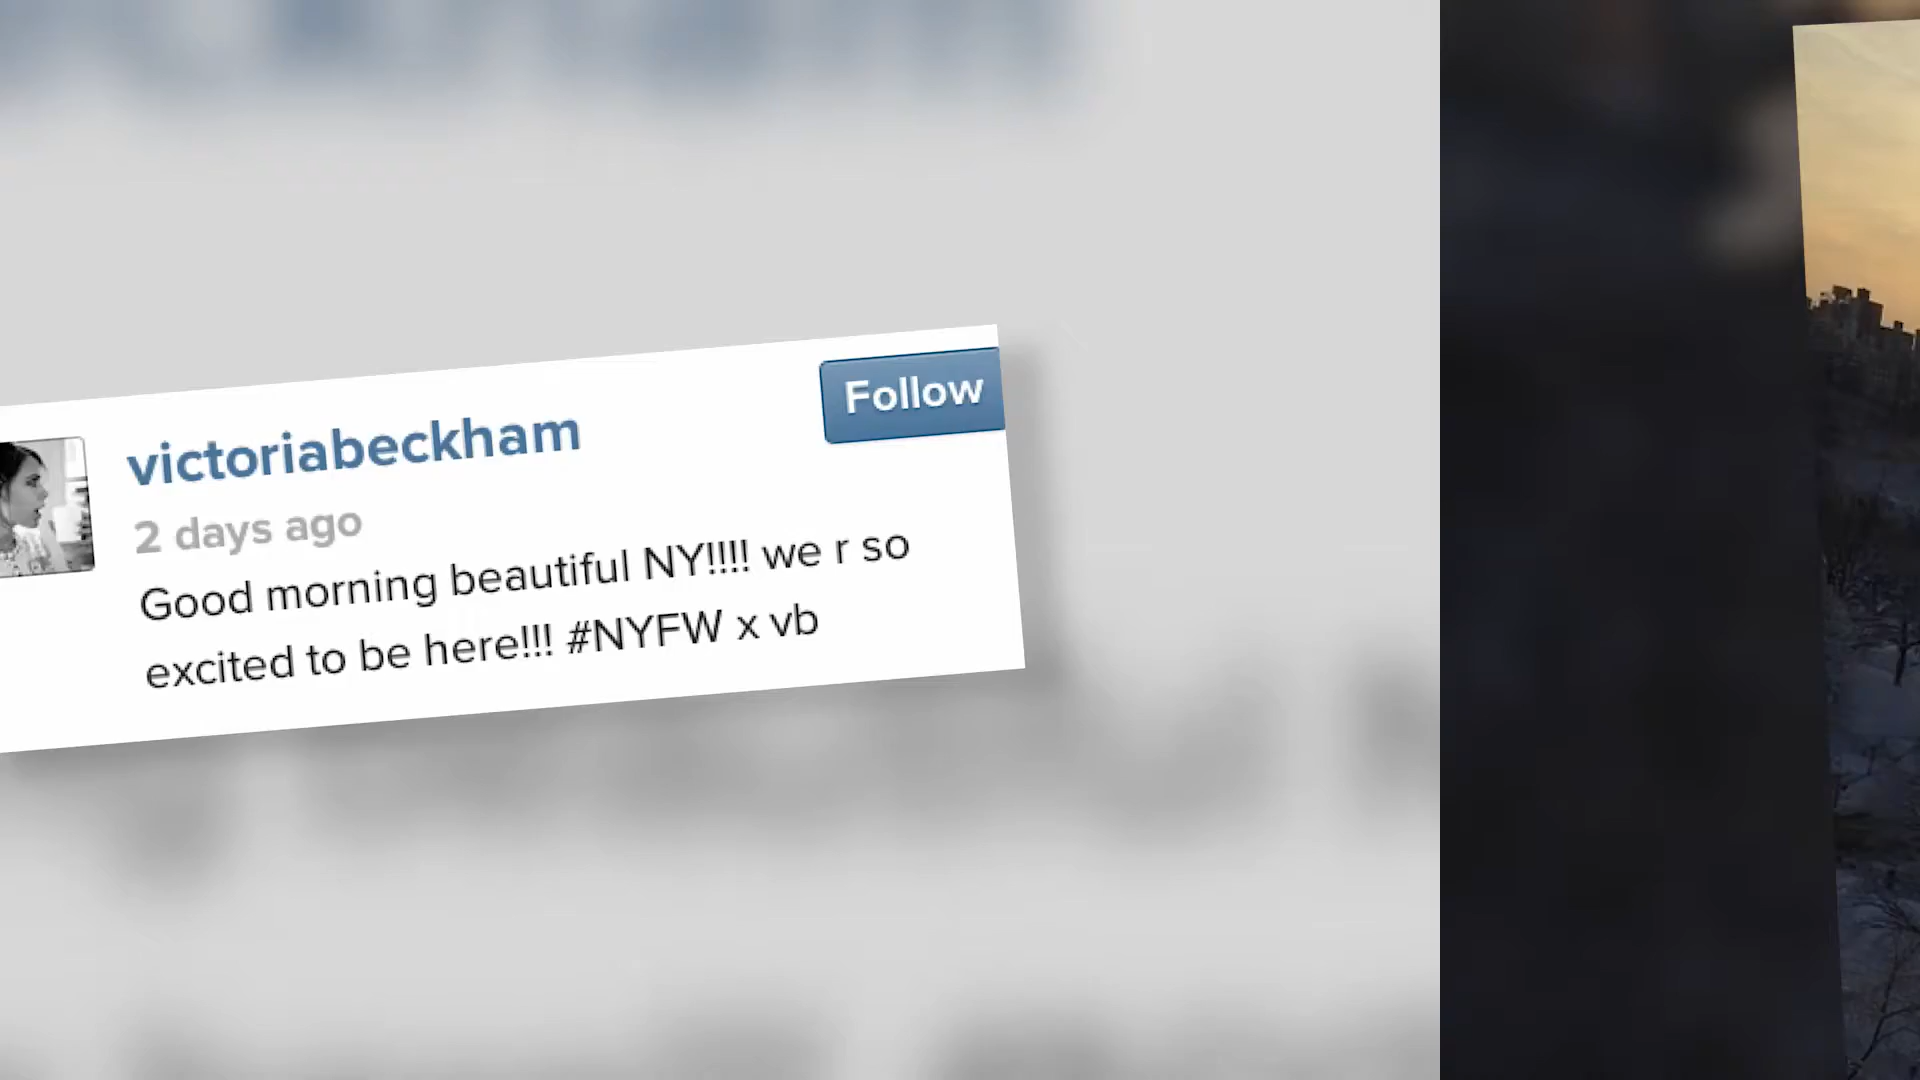 victoriabeckham
Follow
2 days ago
Good morning beautiful NY!!!! we r so
excited to be here!!! #NYFW x vb